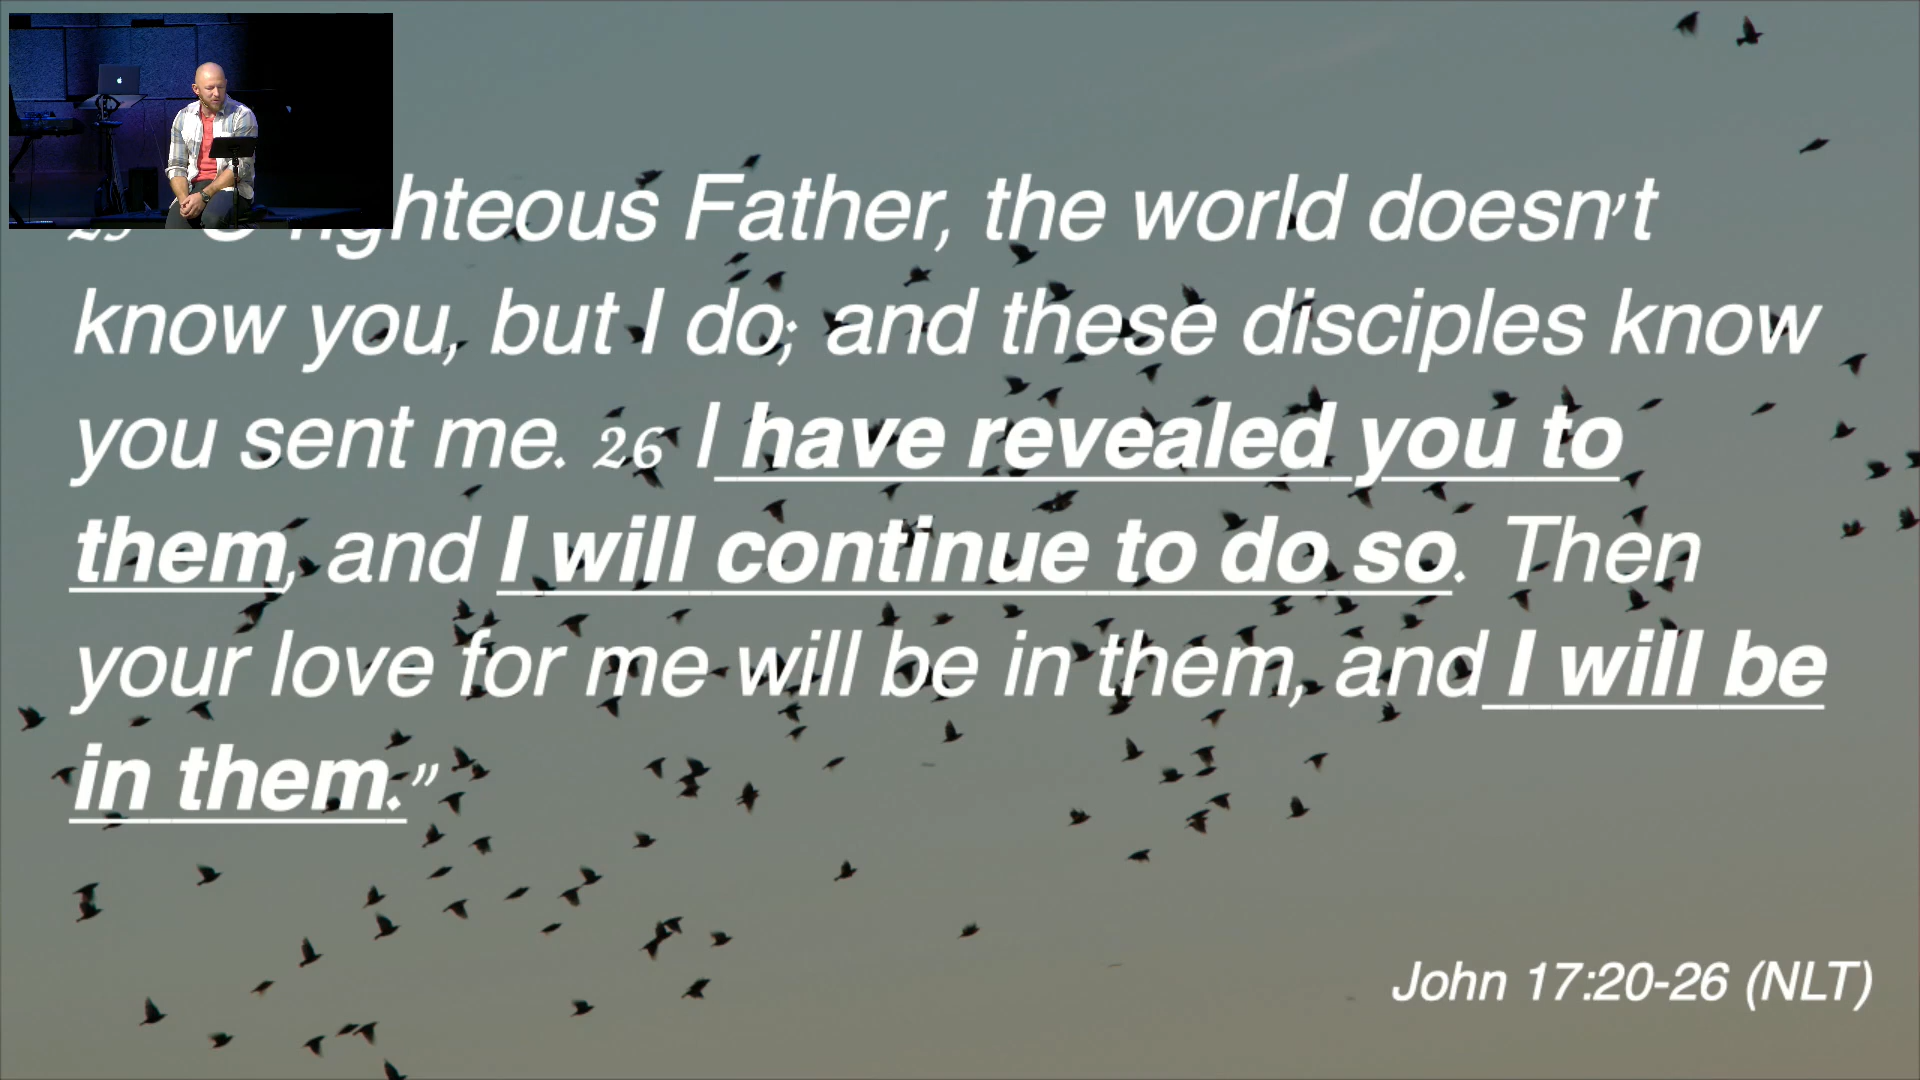 righteous Father, the world doesn't
know you, but I do; and these disciples know
you sent me. 26 I have revealed you to
them, and I will continue to do so. Then
your love for me will be in them, and I will be
in them.”
John 17:20-26 (NLT)